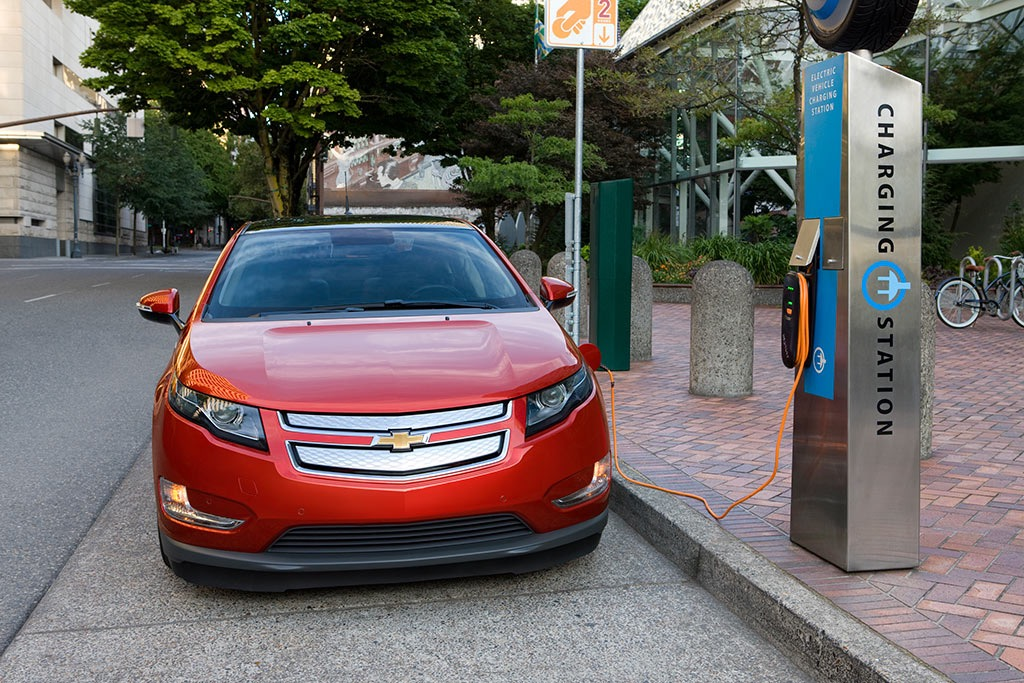 2
ELECTRIC
VEHICLE
CHARGING
STATION
CHARGING
STATION